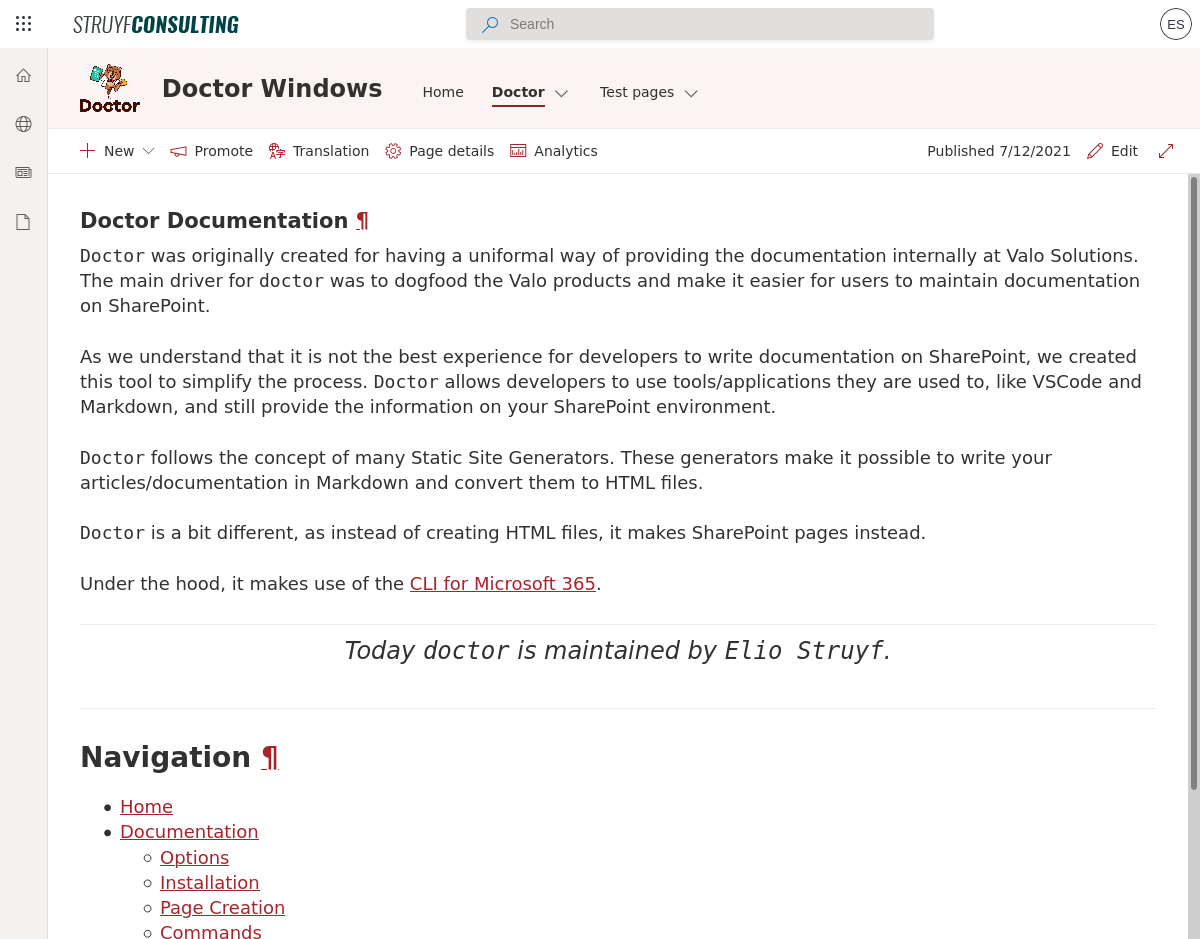 STRUYFCONSULTING
Search
ES
Doctor
Doctor Windows
Home
Doctor
Test pages
New
Promote
Translation
Page details
Analytics
Published 7/12/2021
Edit
Doctor Documentation ¶
Doctor was originally created for having a uniformal way of providing the documentation internally at Valo Solutions.
The main driver for doctor was to dogfood the Valo products and make it easier for users to maintain documentation
on SharePoint.
As we understand that it is not the best experience for developers to write documentation on SharePoint, we created
this tool to simplify the process. Doctor allows developers to use tools/applications they are used to, like VSCode and
Markdown, and still provide the information on your SharePoint environment.
Doctor follows the concept of many Static Site Generators. These generators make it possible to write your
articles/documentation in Markdown and convert them to HTML files.
Doctor is a bit different, as instead of creating HTML files, it makes SharePoint pages instead.
Under the hood, it makes use of the CLI for Microsoft 365.
Today doctor is maintained by Elio Struyf.
Navigation ¶
Home
Documentation
Options
Installation
Page Creation
Commands